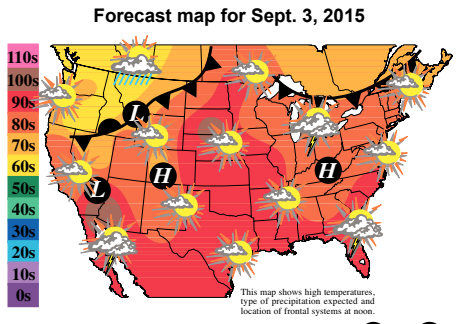 Forecast map for Sept. 3, 2015
110s
100s
90s
80s
70s
60s
50s
40s
30s
20s
10s
0s
L
L
H
H
This map shows high temperatures,
type of precipitation expected and
location of frontal systems at noon.